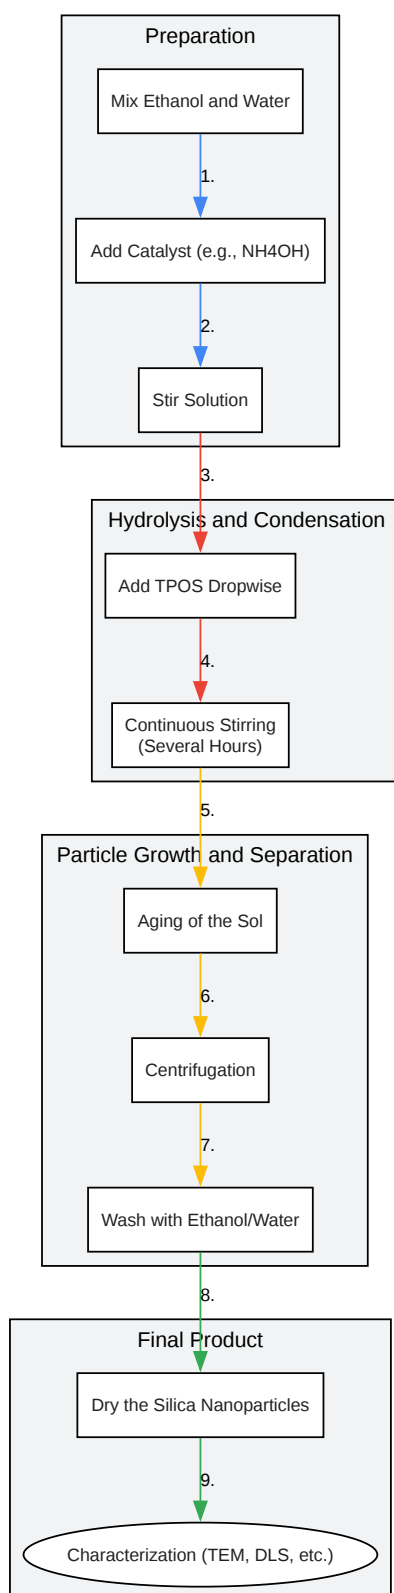 Preparation
Mix Ethanol and Water
1.
Add Catalyst (e.g., NH4OH)
2.
Stir Solution
3.
Hydrolysis and Condensation
Add TPOS Dropwise
4.
Continuous Stirring
(Several Hours)
5.
Particle Growth and Separation
Aging of the Sol
6.
Centrifugation
7.
Wash with Ethanol/Water
8.
Final Product
Dry the Silica Nanoparticles
9.
Characterization (TEM, DLS, etc.)